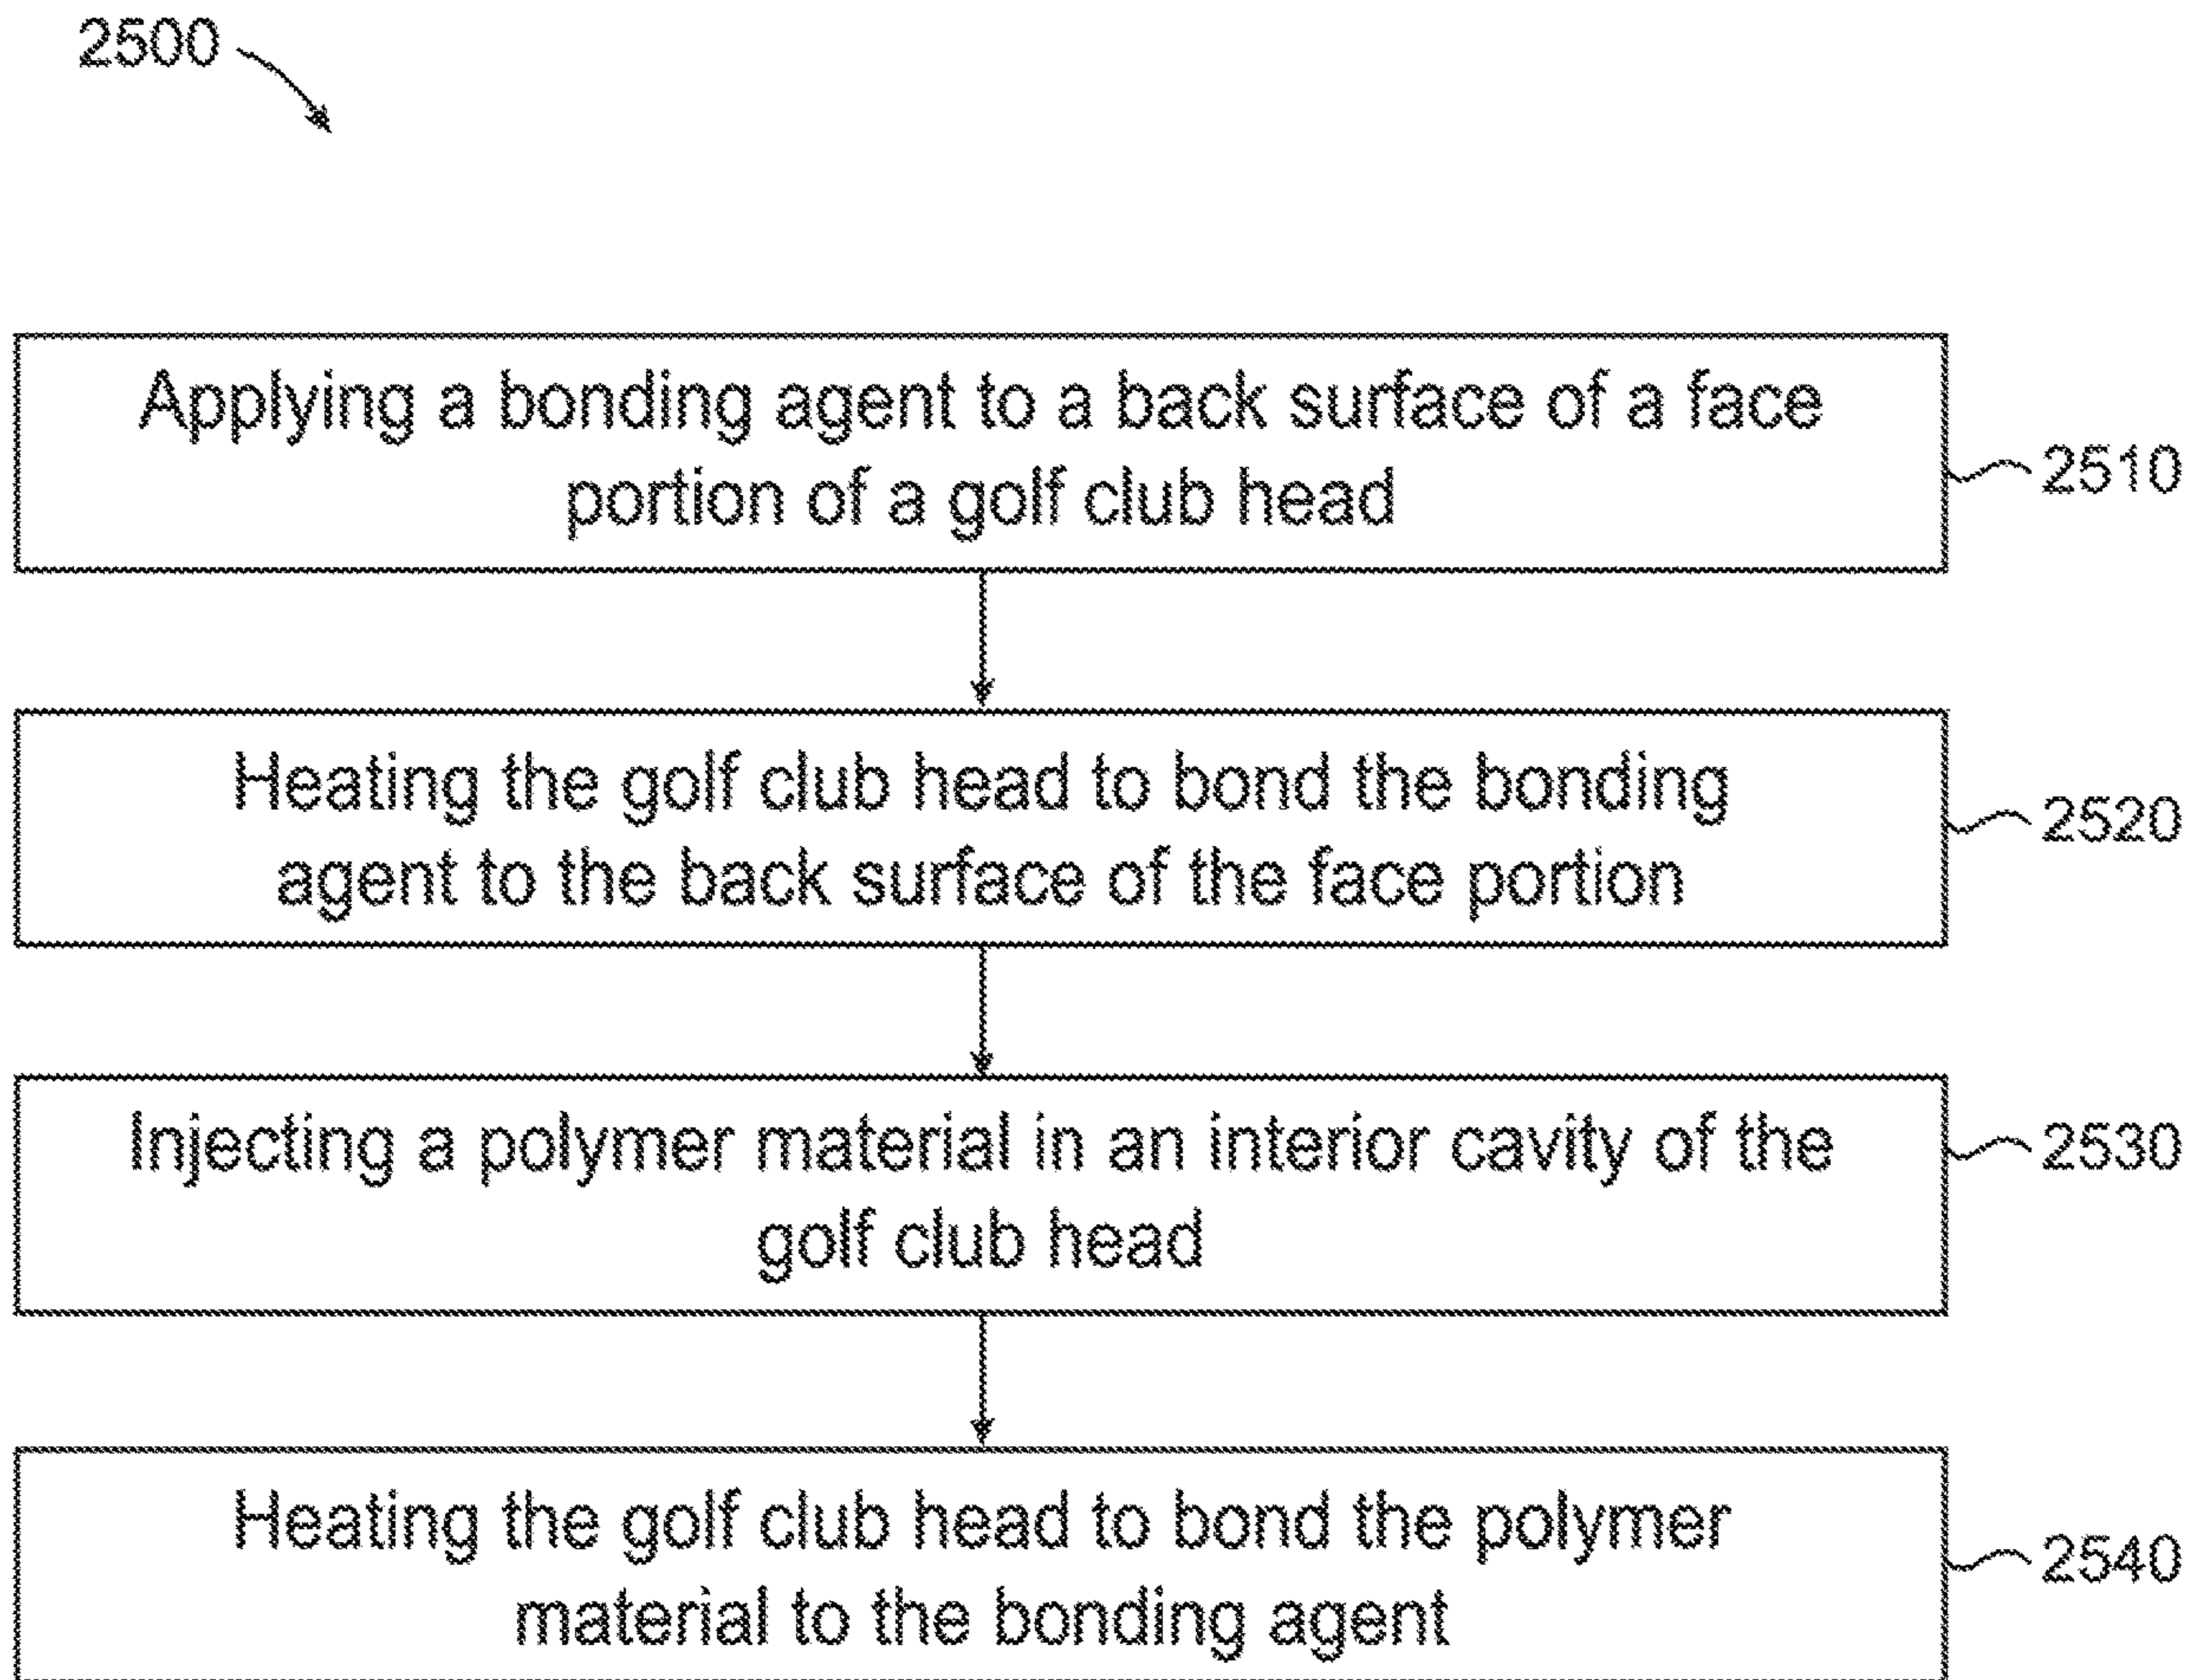 2500
Applying a bonding agent to a back surface of a face
portion of a golf club head
2510
Heating the golf club head to bond the bonding
agent to the back surface of the face portion
2520
Injecting a polymer material in an interior cavity of the
golf club head
2530
Heating the golf club head to bond the polymer
material to the bonding agent
2540